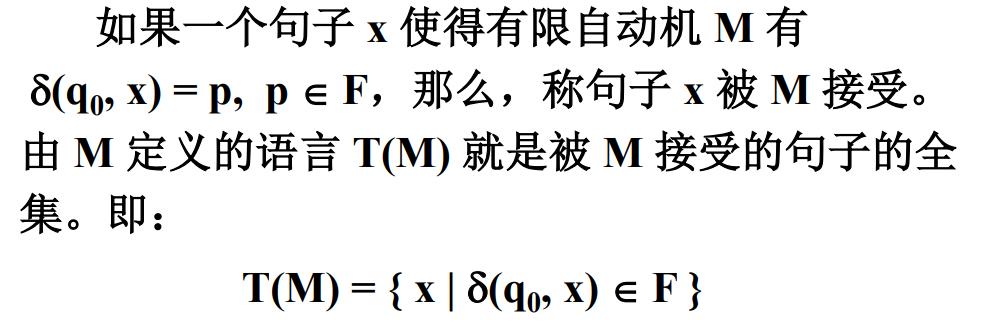 如果一个句子 x 使得有限自动机 M 有
δ(q₀, x) = p, p ∈ F，那么，称句子 x 被 M 接受。
由 M 定义的语言 T(M) 就是被 M 接受的句子的全
集。即：
T(M) = { x | δ(q₀, x) ∈ F }